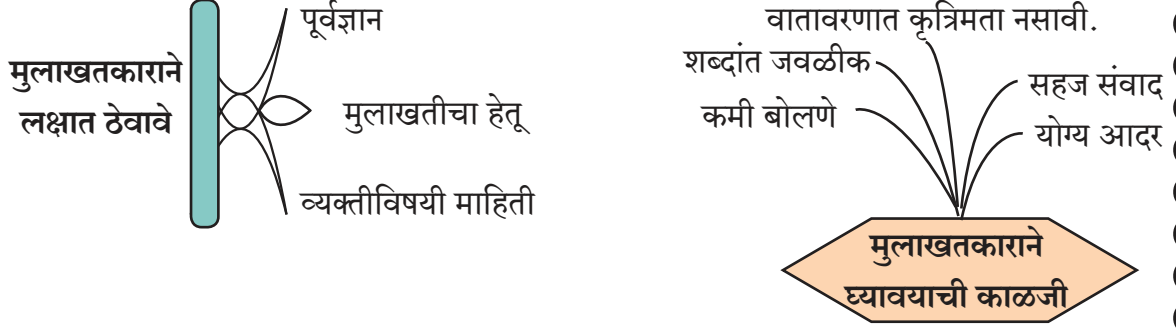 मुलाखतकाराने
लक्षात ठेवावे
पूर्वज्ञान
मुलाखतीचा हेतू
व्यक्तीविषयी माहिती
वातावरणात कृत्रिमता नसावी.
शब्दांत जवळीक
कमी बोलणे
सहज संवाद
योग्य आदर
मुलाखतकाराने
घ्यावयाची काळजी